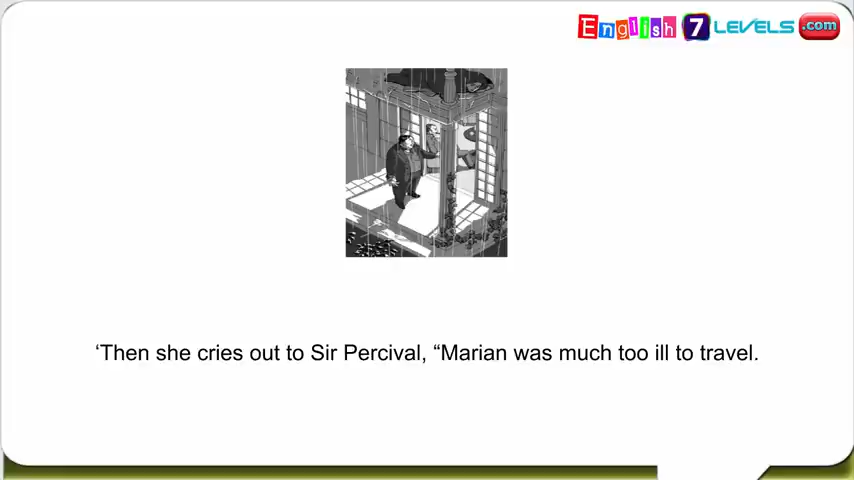 English 7 LEVELS .com
‘Then she cries out to Sir Percival, “Marian was much too ill to travel.